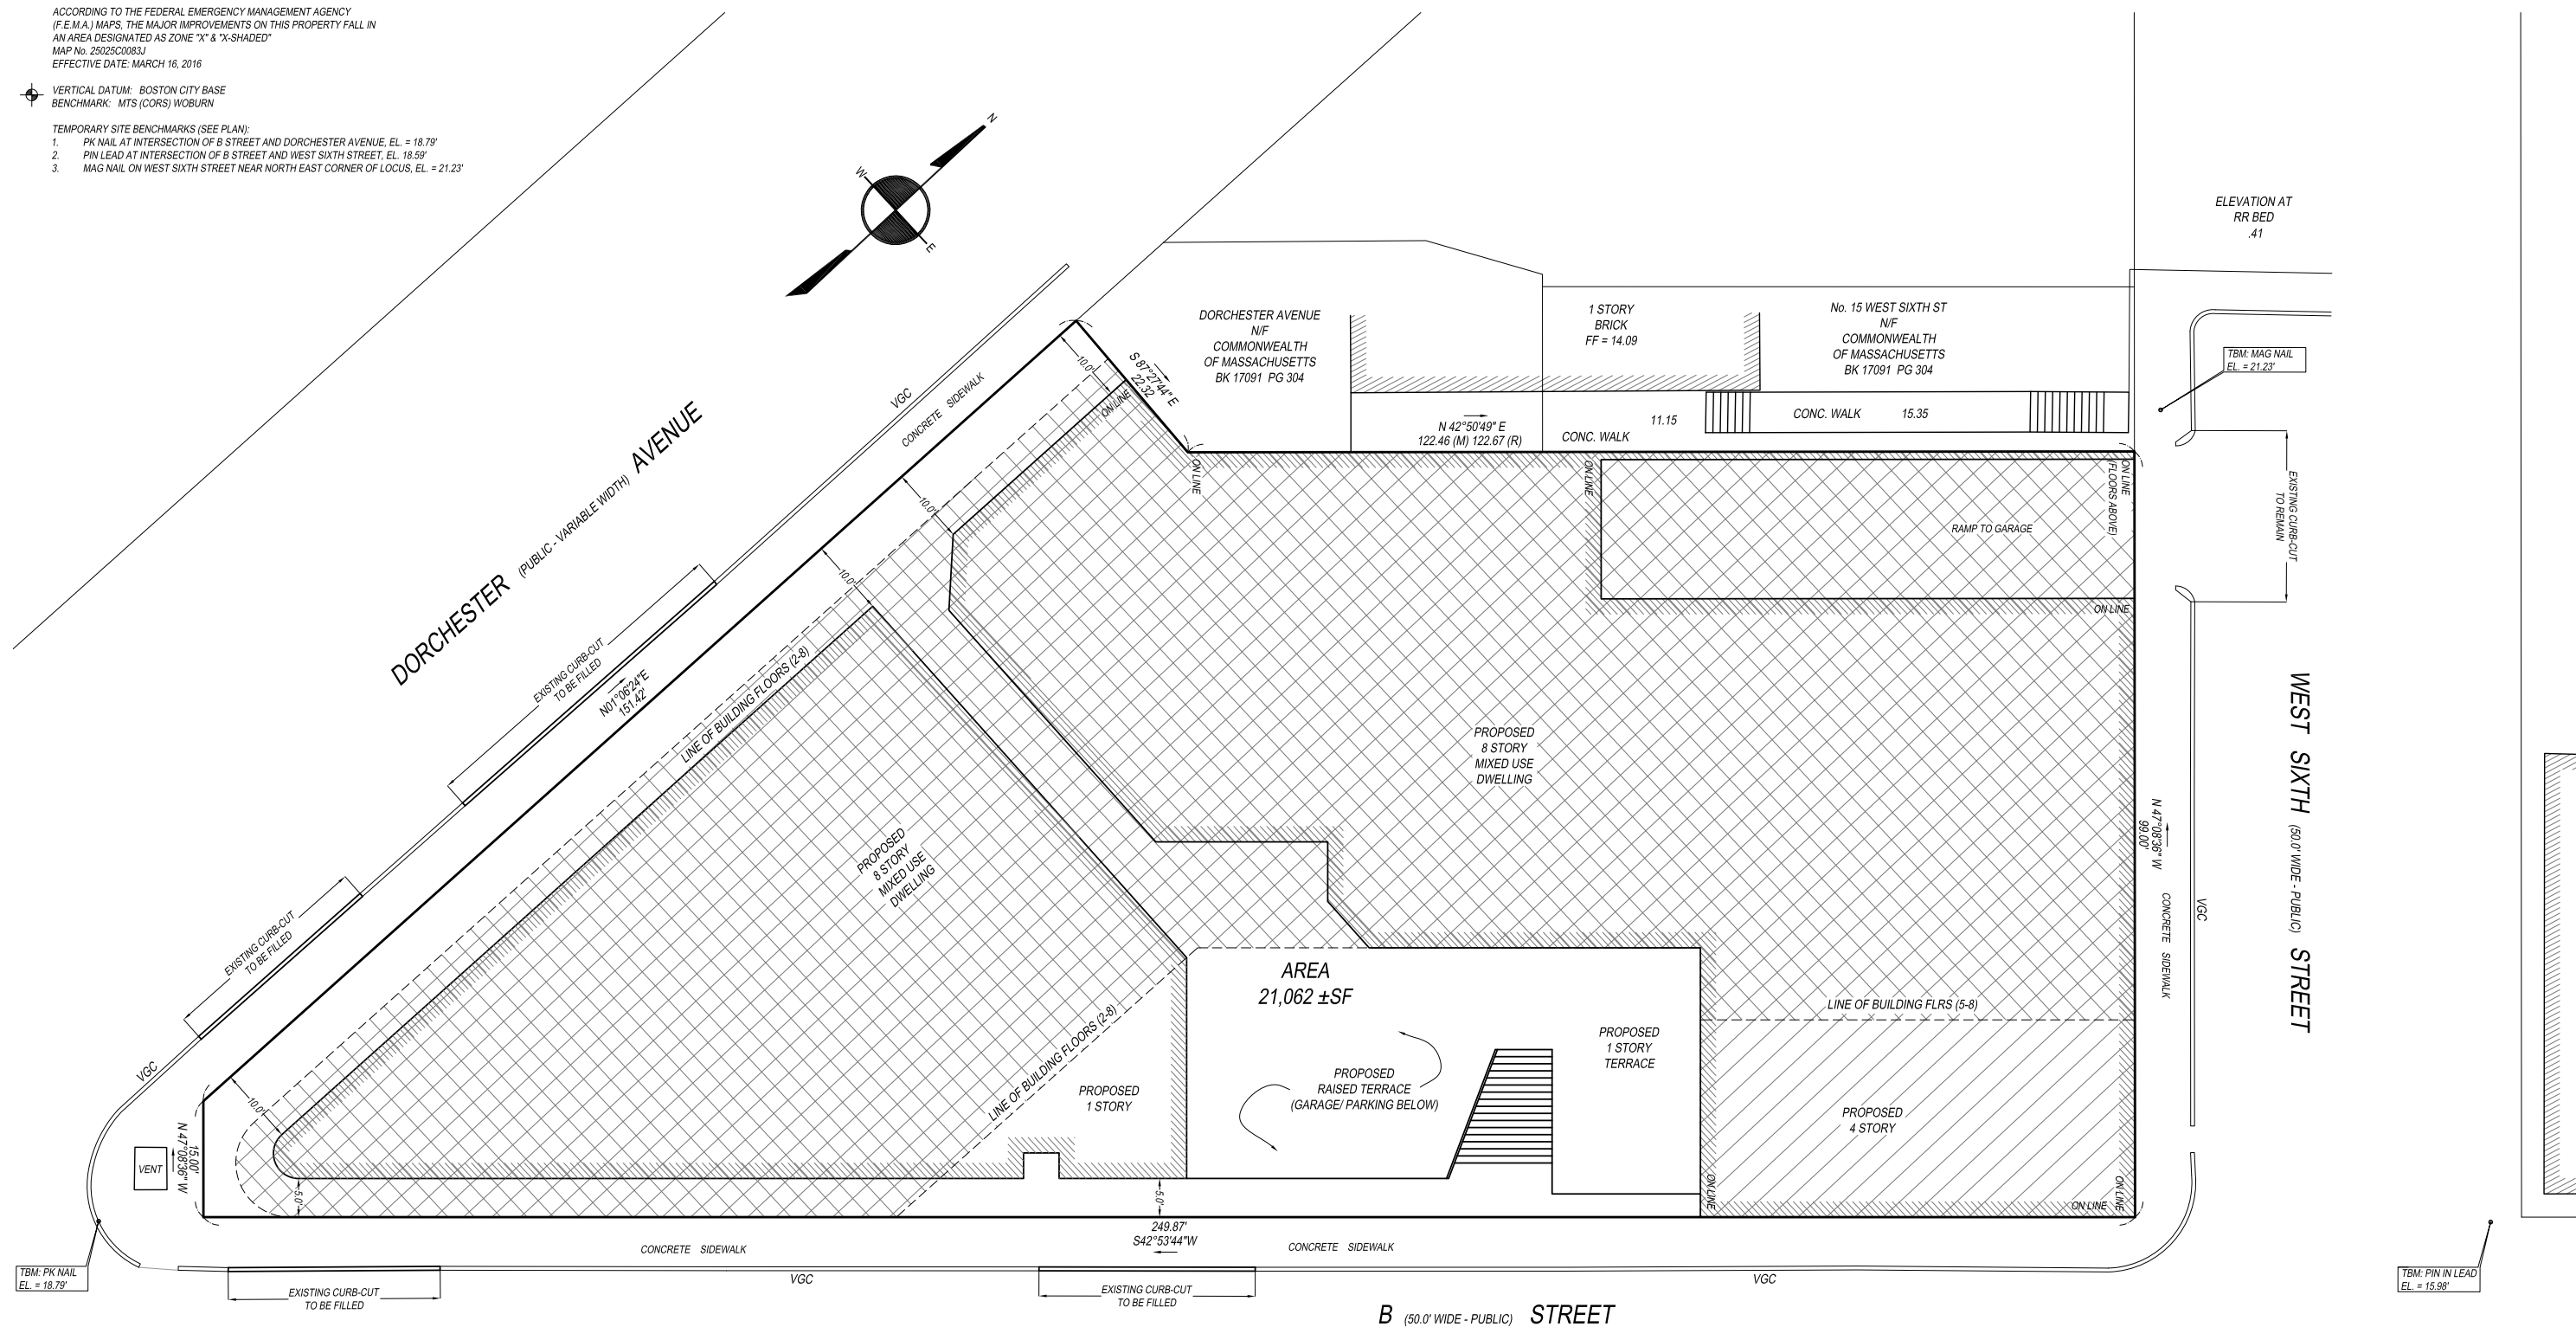 ACCORDING TO THE FEDERAL EMERGENCY MANAGEMENT AGENCY
(F.E.M.A.) MAPS, THE MAJOR IMPROVEMENTS ON THIS PROPERTY FALL IN
AN AREA DESIGNATED AS ZONE "X" & "X-SHADED"
MAP No. 25025C0083J
EFFECTIVE DATE: MARCH 16, 2016
VERTICAL DATUM: BOSTON CITY BASE
BENCHMARK: MTS (CORS) WOBURN
TEMPORARY SITE BENCHMARKS (SEE PLAN):
1. PK NAIL AT INTERSECTION OF B STREET AND DORCHESTER AVENUE, EL. = 18.79'
2. PIN LEAD AT INTERSECTION OF B STREET AND WEST SIXTH STREET, EL. 18.59'
3. MAG NAIL ON WEST SIXTH STREET NEAR NORTH EAST CORNER OF LOCUS, EL. = 21.23'
N
W
E
ELEVATION AT
RR BED
.41
DORCHESTER AVENUE
N/F
COMMONWEALTH
OF MASSACHUSETTS
BK 17091 PG 304
1 STORY
BRICK
FF = 14.09
No. 15 WEST SIXTH ST
N/F
COMMONWEALTH
OF MASSACHUSETTS
BK 17091 PG 304
TBM: MAG NAIL
EL. = 21.23'
S 87°27'44" E
22.32
10.0'
ON LINE
VGC
CONCRETE SIDEWALK
N 42°50'49" E
122.46 (M) 122.67 (R)
11.15
CONC. WALK
CONC. WALK
15.35
ON LINE
ON LINE
ON LINE
(FLOORS ABOVE)
RAMP TO GARAGE
ON LINE
EXISTING CURB-CUT
TO REMAIN
DORCHESTER (PUBLIC - VARIABLE WIDTH) AVENUE
10.0'
10.0'
EXISTING CURB-CUT
TO BE FILLED
N01°06'24"E
151.42'
LINE OF BUILDING FLOORS (2-8)
PROPOSED
8 STORY
MIXED USE
DWELLING
PROPOSED
8 STORY
MIXED USE
DWELLING
WEST SIXTH (50.0' WIDE - PUBLIC) STREET
N 47°08'36" W
99.00'
CONCRETE SIDEWALK
VGC
EXISTING CURB-CUT
TO BE FILLED
VGC
AREA
21,062 ±SF
LINE OF BUILDING FLRS (5-8)
LINE OF BUILDING FLOORS (2-8)
PROPOSED
1 STORY
PROPOSED
RAISED TERRACE
(GARAGE/ PARKING BELOW)
PROPOSED
1 STORY
TERRACE
PROPOSED
4 STORY
10.0'
VENT
N 47°08'36" W
15.00'
5.0'
5.0'
ON LINE
ON LINE
ON LINE
249.87'
S42°53'44"W
CONCRETE SIDEWALK
CONCRETE SIDEWALK
TBM: PK NAIL
EL. = 18.79'
EXISTING CURB-CUT
TO BE FILLED
VGC
EXISTING CURB-CUT
TO BE FILLED
VGC
TBM: PIN IN LEAD
EL. = 15.98'
B (50.0' WIDE - PUBLIC) STREET